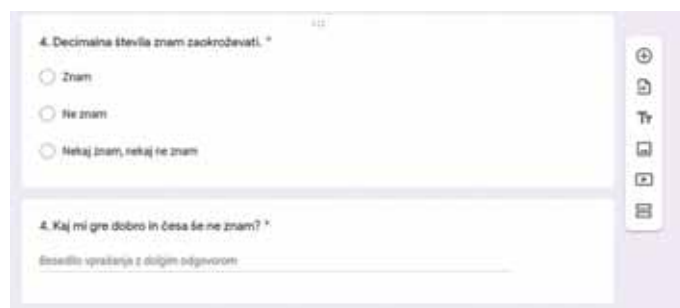 4. Decimalna števila znam zaokroževati. *
Znam
Ne znam
Nekaj znam, nekaj ne znam
4. Kaj mi gre dobro in česa še ne znam? *
Besedilo vprašanja z dolgim odgovorom